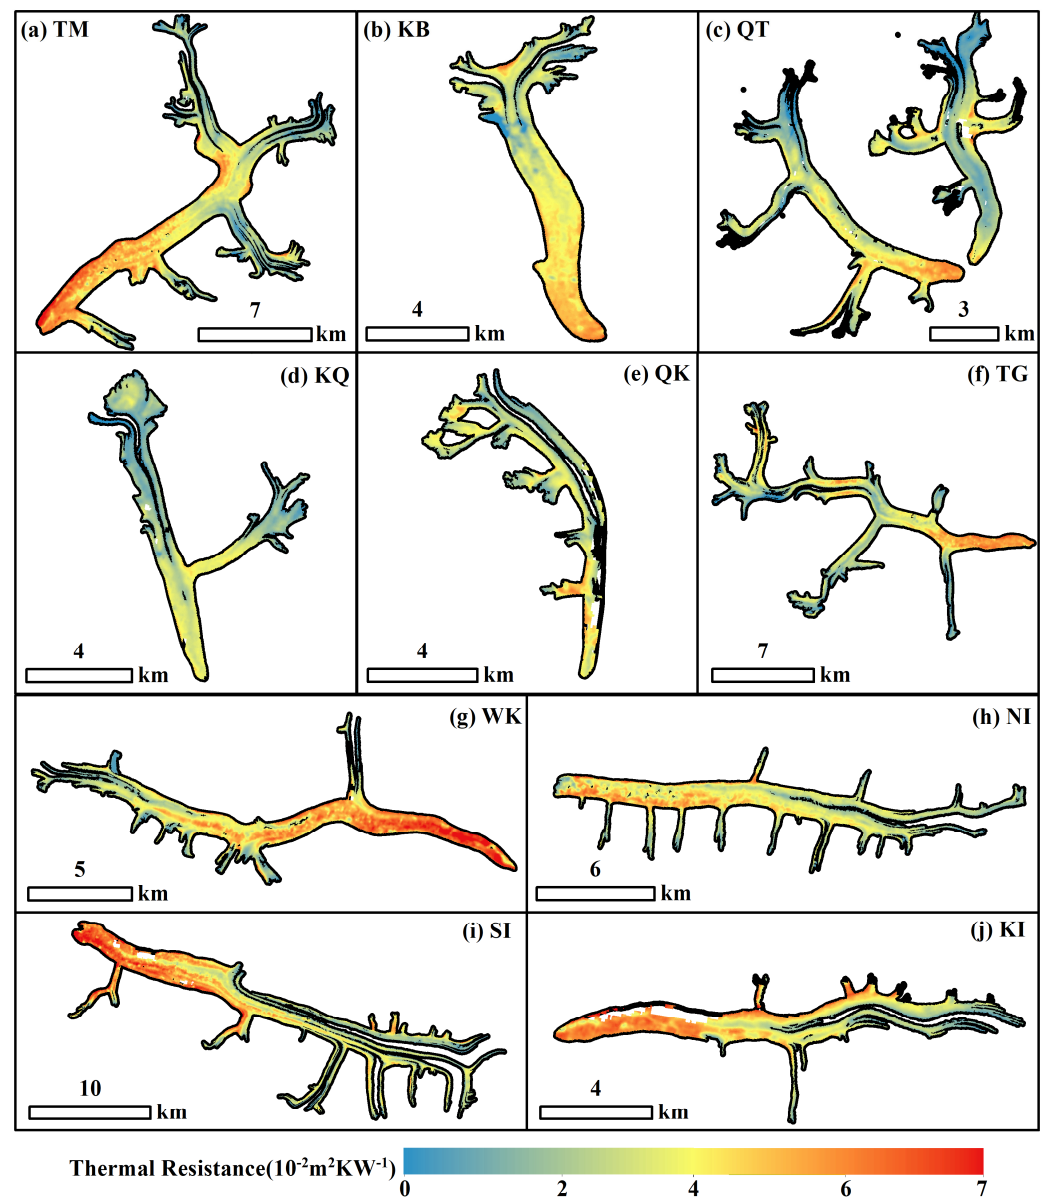 (a) TM
(b) KB
(c) QT
7
km
4
km
3
km
(d) KQ
(e) QK
(f) TG
4
km
4
km
7
km
(g) WK
(h) NI
5
km
6
km
(i) SI
(j) KI
10
km
4
km
Thermal Resistance(10⁻²m²KW⁻¹)
0 2 4 6 7